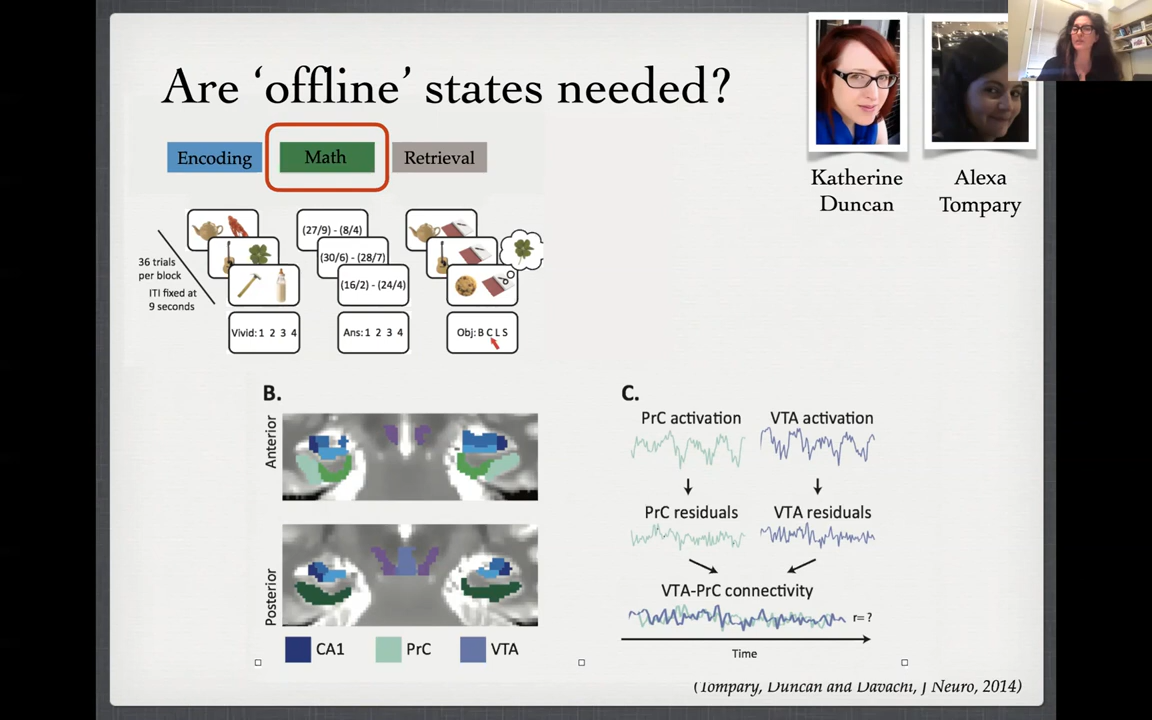 Are ‘offline’ states needed?
Katherine
Duncan
Alexa
Tompary
Encoding
Math
Retrieval
36 trials
per block
ITI fixed at
9 seconds
(27/9) - (8/4)
(30/6) - (28/7)
(16/2) - (24/4)
Vivid: 1 2 3 4
Ans: 1 2 3 4
Obj: B C L S
B.
Anterior
Posterior
CA1
PrC
VTA
C.
PrC activation
VTA activation
PrC residuals
VTA residuals
VTA-PrC connectivity
r= ?
Time
(Tompary, Duncan and Davachi, J Neuro, 2014)